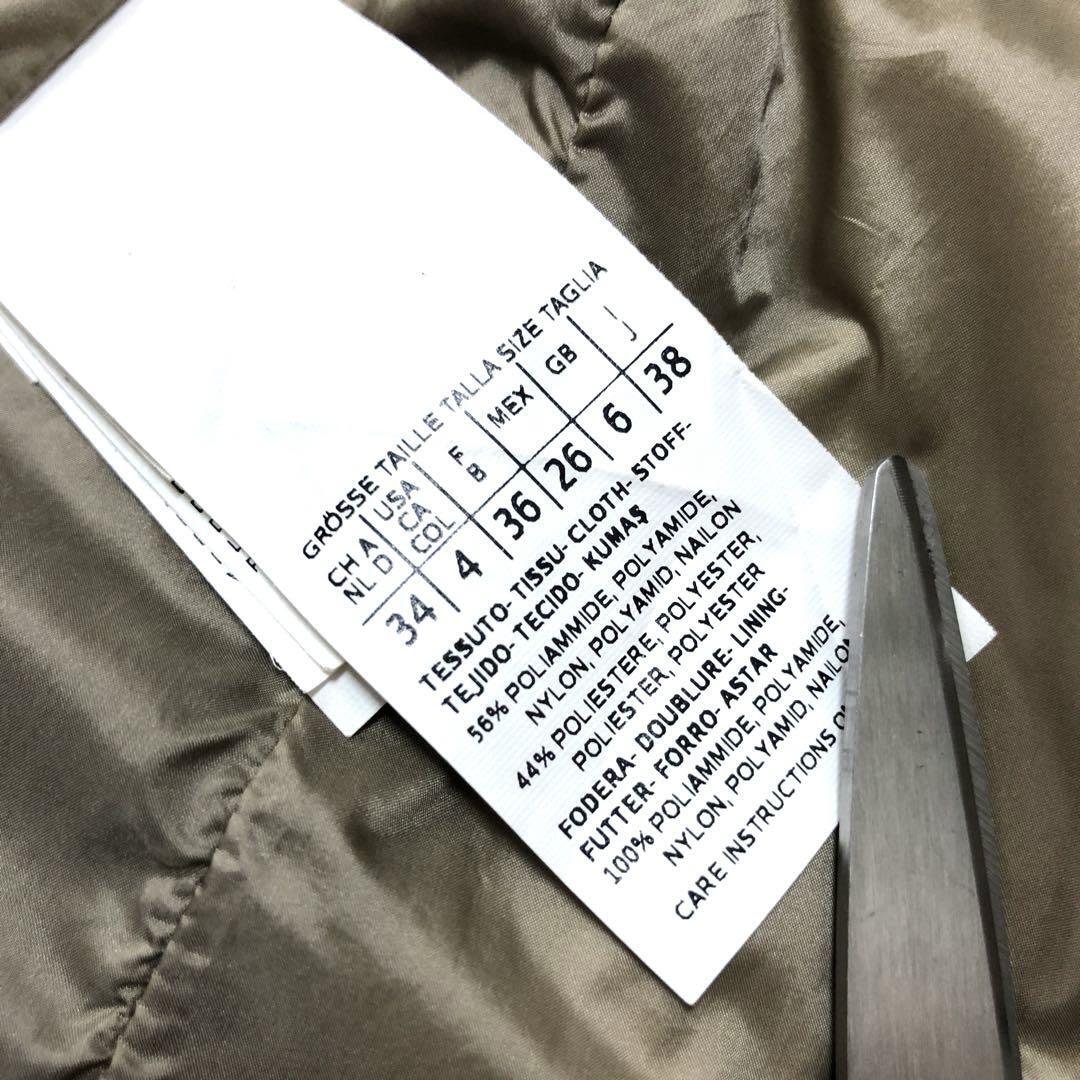 GRÖSSE TAILLE TALLA SIZE TAGLIA
CH A USA F MEX GB I
NL D CA B J
COL
34 4 36 26 6 38
TESSUTO- TISSU- CLOTH- STOFF-
TEJIDO- TECIDO- KUMAŞ
56% POLIAMMIDE, POLYAMIDE,
NYLON, POLYAMID, NAILON
44% POLIESTERE, POLYESTER,
POLIESTER, POLYESTER
FODERA- DOUBLURE- LINING-
FUTTER- FORRO- ASTAR
100% POLIAMMIDE, POLYAMIDE,
NYLON, POLYAMID, NAILON
CARE INSTRUCTIONS